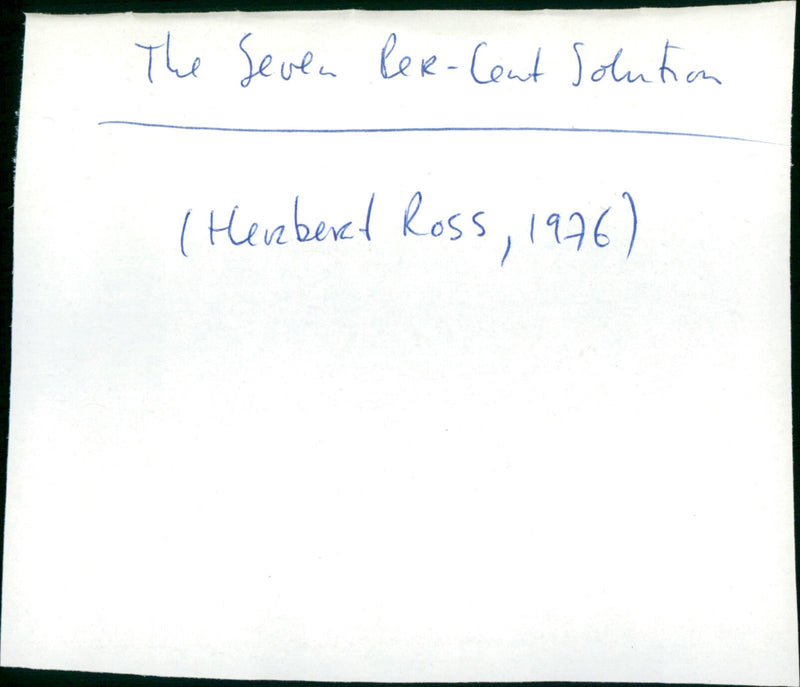 The Seven Per-Cent Solution
(Herbert Ross, 1976)